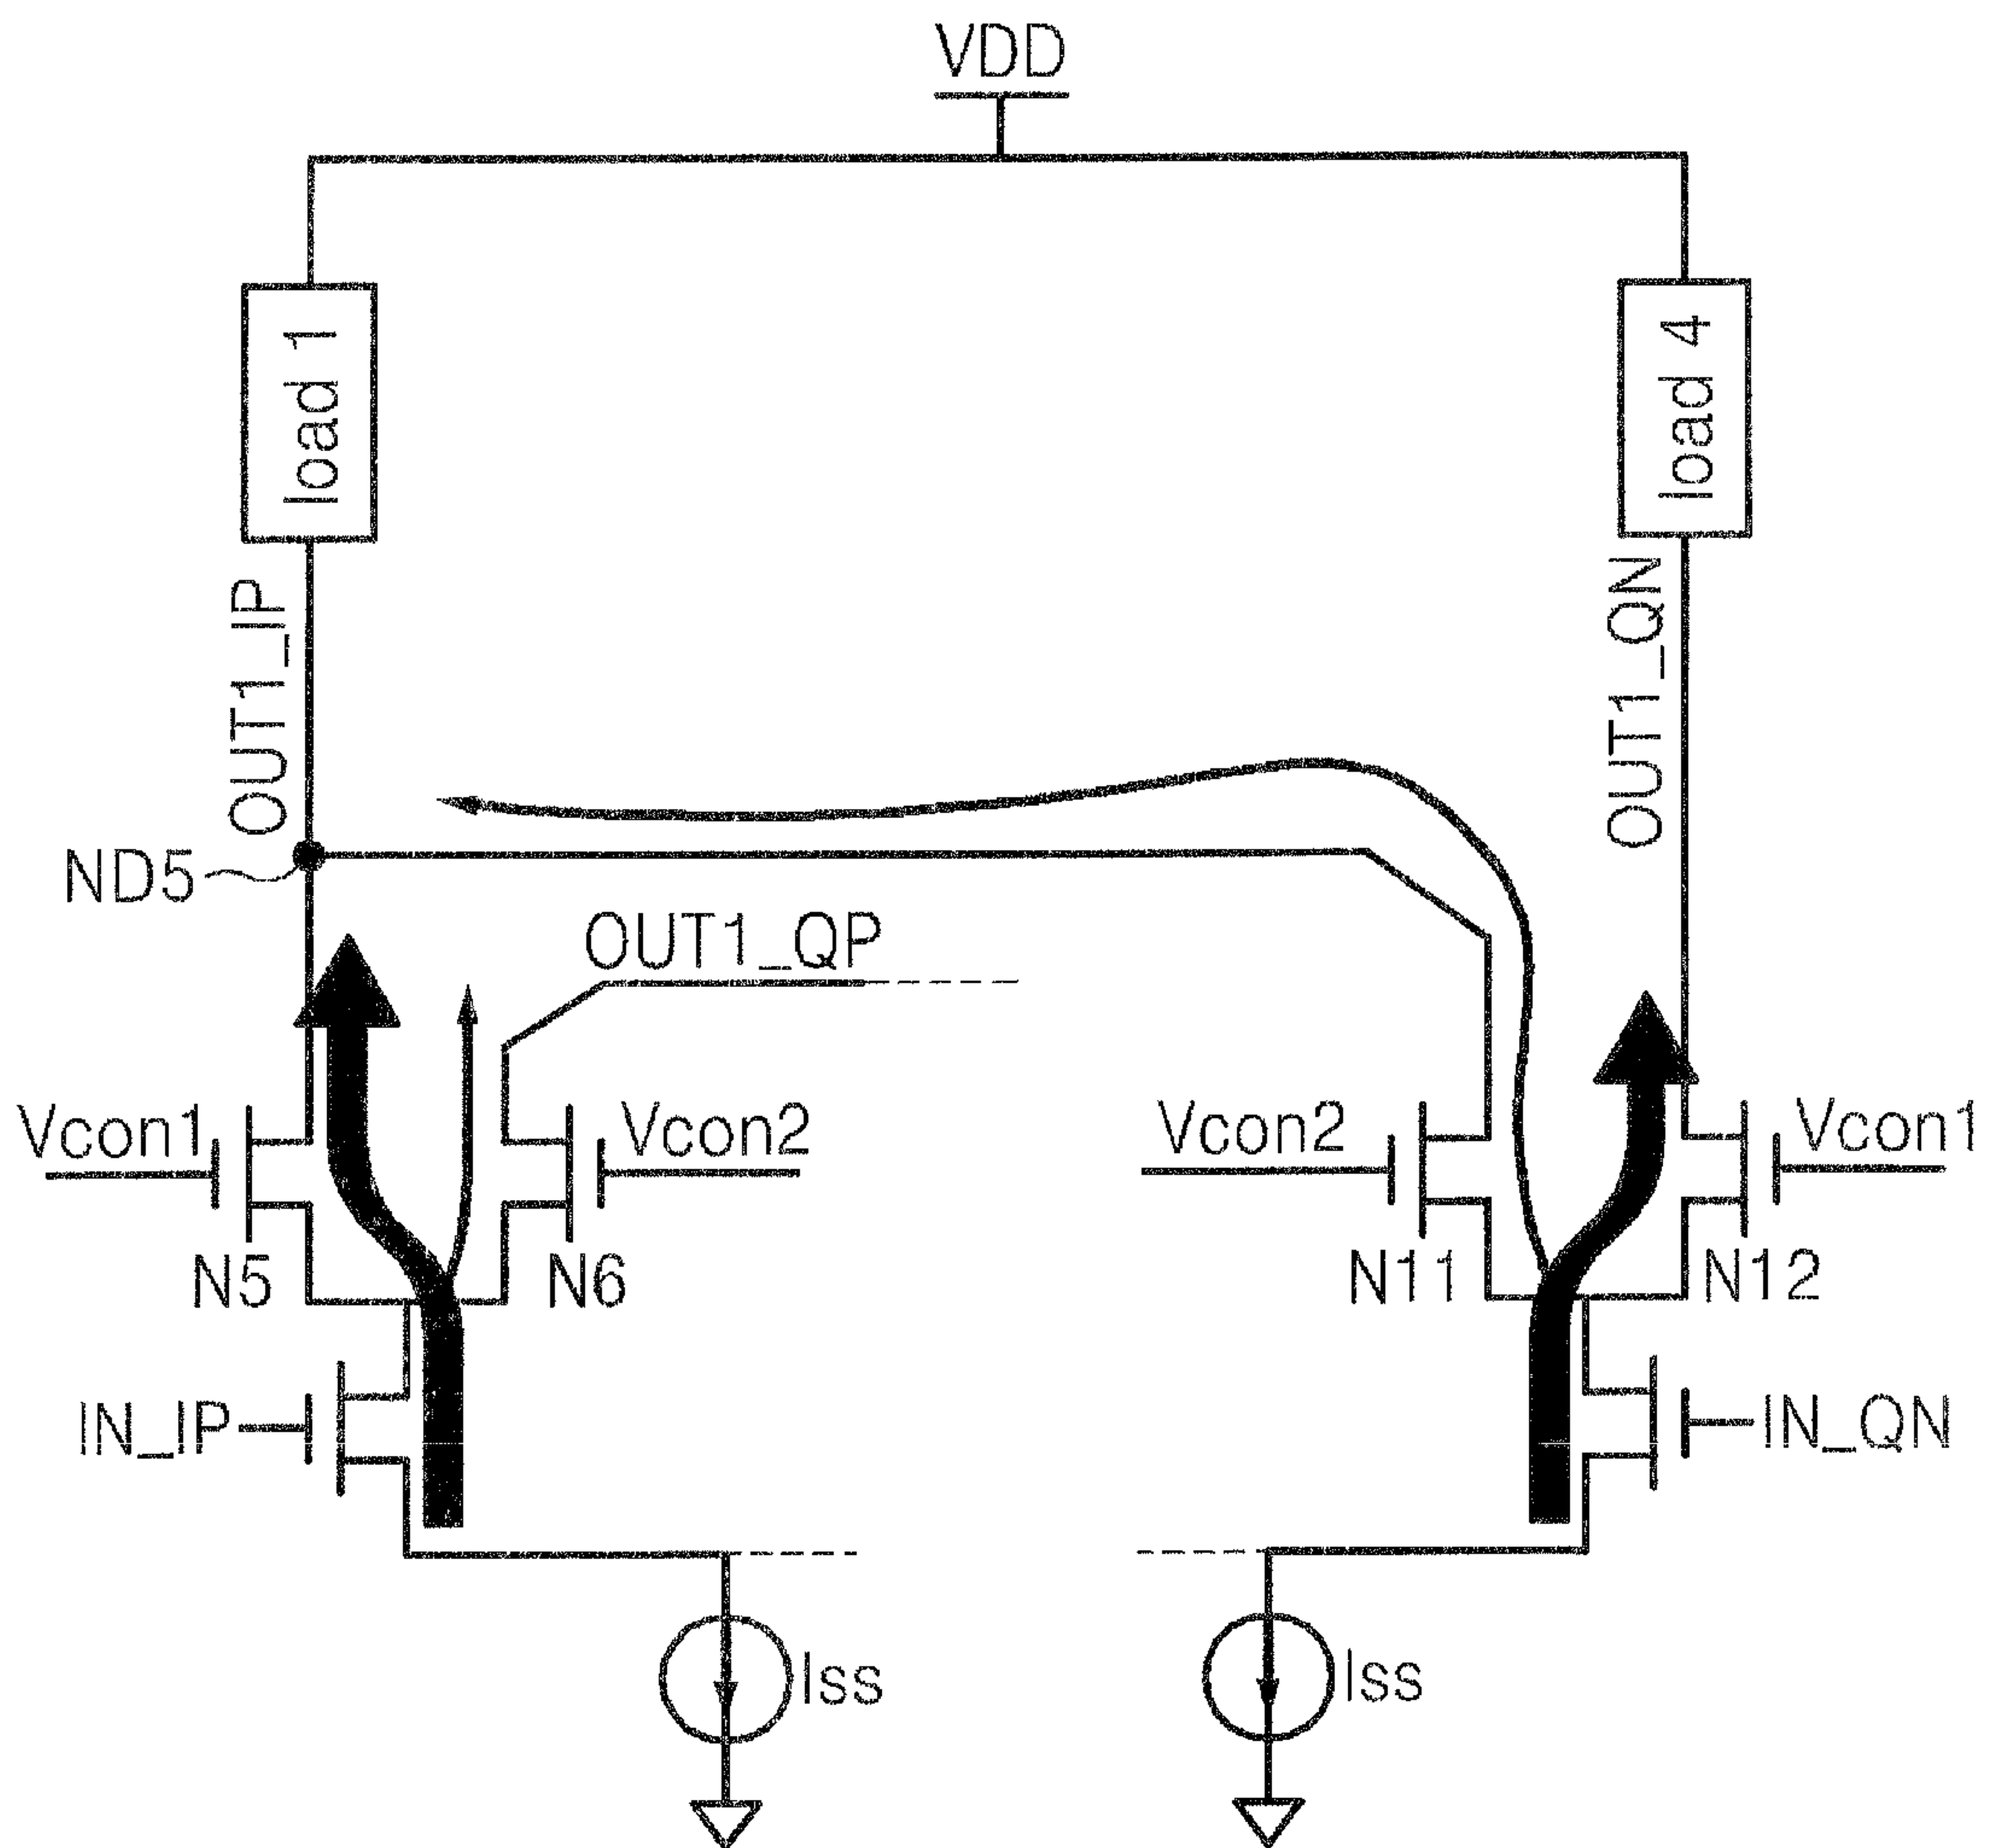 VDD
load 1
load 4
OUT1_IP
OUT1_QN
ND5
OUT1_QP
Vcon1
Vcon2
Vcon2
Vcon1
N5
N6
N11
N12
IN_IP
IN_QN
Iss
Iss